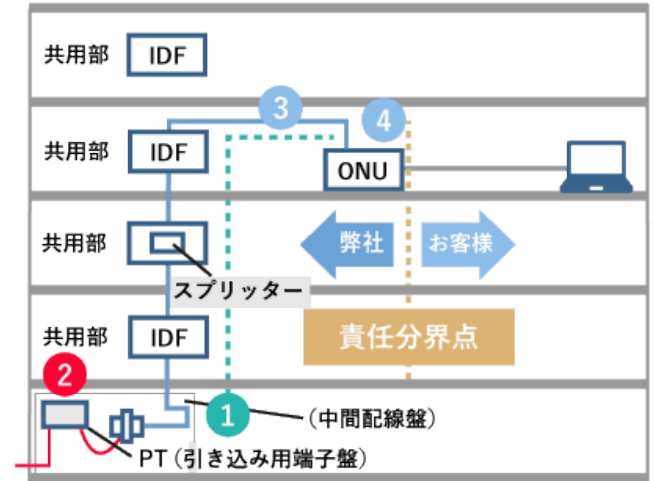 共用部 IDF
3
4
共用部 IDF
ONU
共用部
弊社 お客様
スプリッター
共用部 IDF
責任分界点
2
1
(中間配線盤)
PT(引き込み用端子盤)